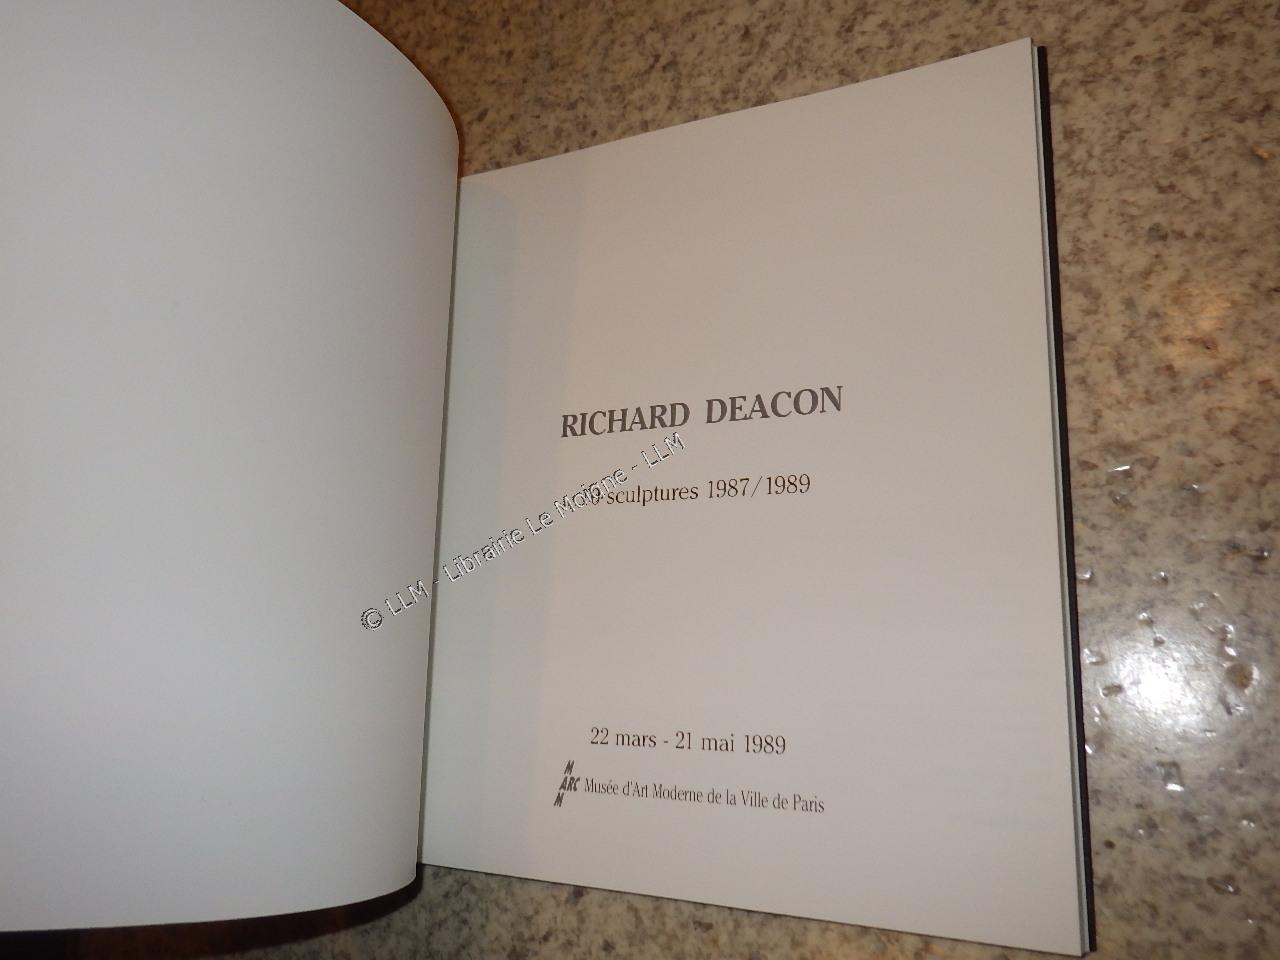 RICHARD DEACON
sculptures 1987/1989
22 mars - 21 mai 1989
M
ARC
M
Musée d'Art Moderne de la Ville de Paris
© LLM - Librairie Le Moigne - LLM